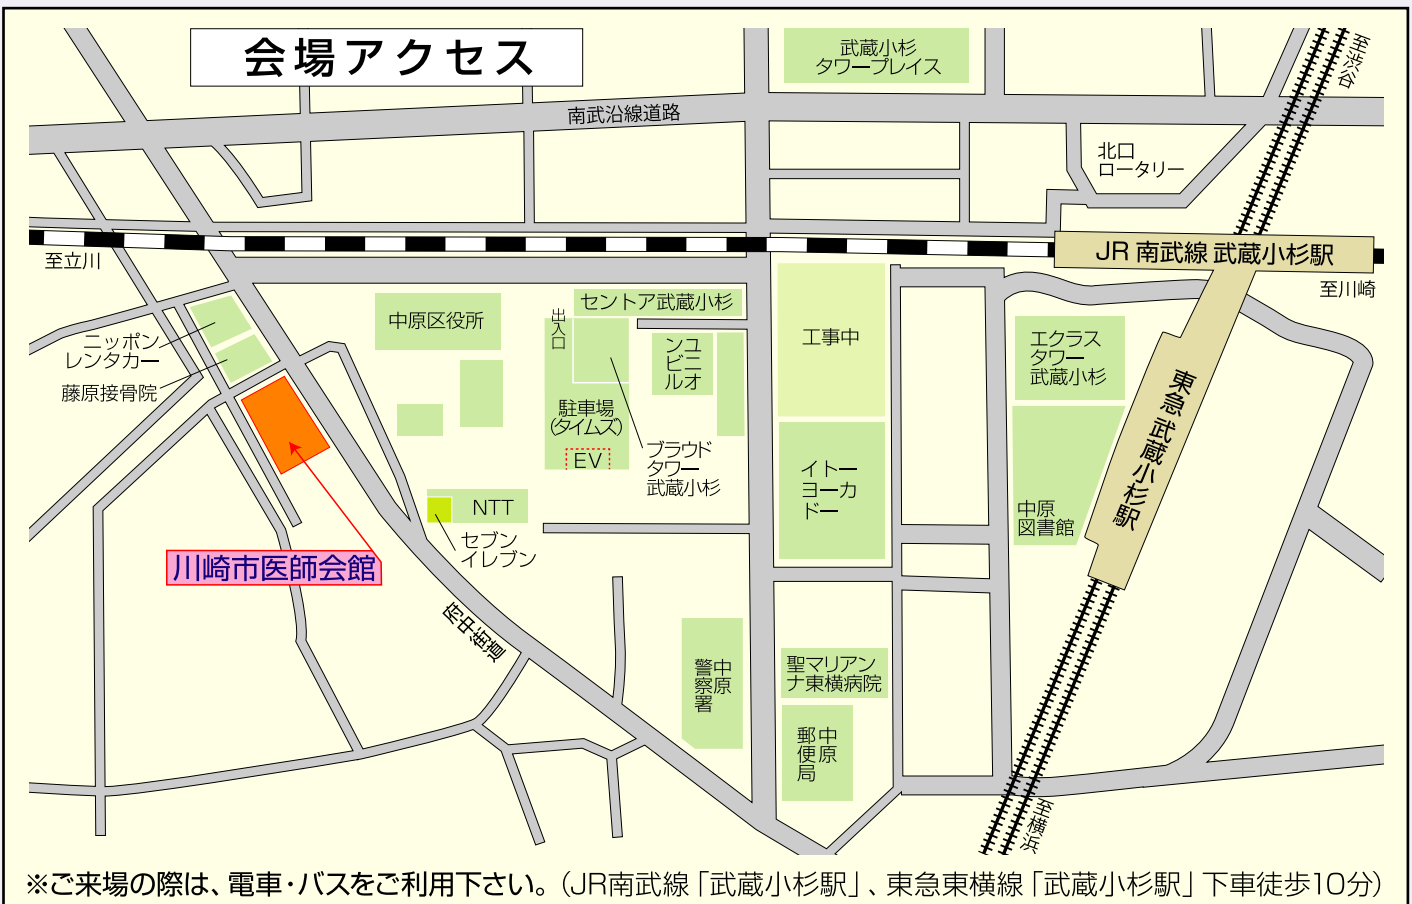 会場アクセス
武蔵小杉
タワープレイス
至渋谷
南武沿線道路
北口
ロータリー
JR 南武線 武蔵小杉駅
至立川
至川崎
ニッポン
レンタカー
藤原接骨院
中原区役所
出入口
セントア武蔵小杉
ユニオ
ンビル
工事中
エクラス
タワー
武蔵小杉
東急 武蔵小杉駅
駐車場
(タイムズ)
EV
ブラウド
タワー
武蔵小杉
イトー
ヨーカ
ドー
NTT
セブン
イレブン
中原
図書館
川崎市医師会館
府中街道
中原
警察署
聖マリアン
ナ東横病院
中原
郵便局
至横浜
※ご来場の際は、電車・バスをご利用下さい。(JR南武線「武蔵小杉駅」、東急東横線「武蔵小杉駅」下車徒歩10分)